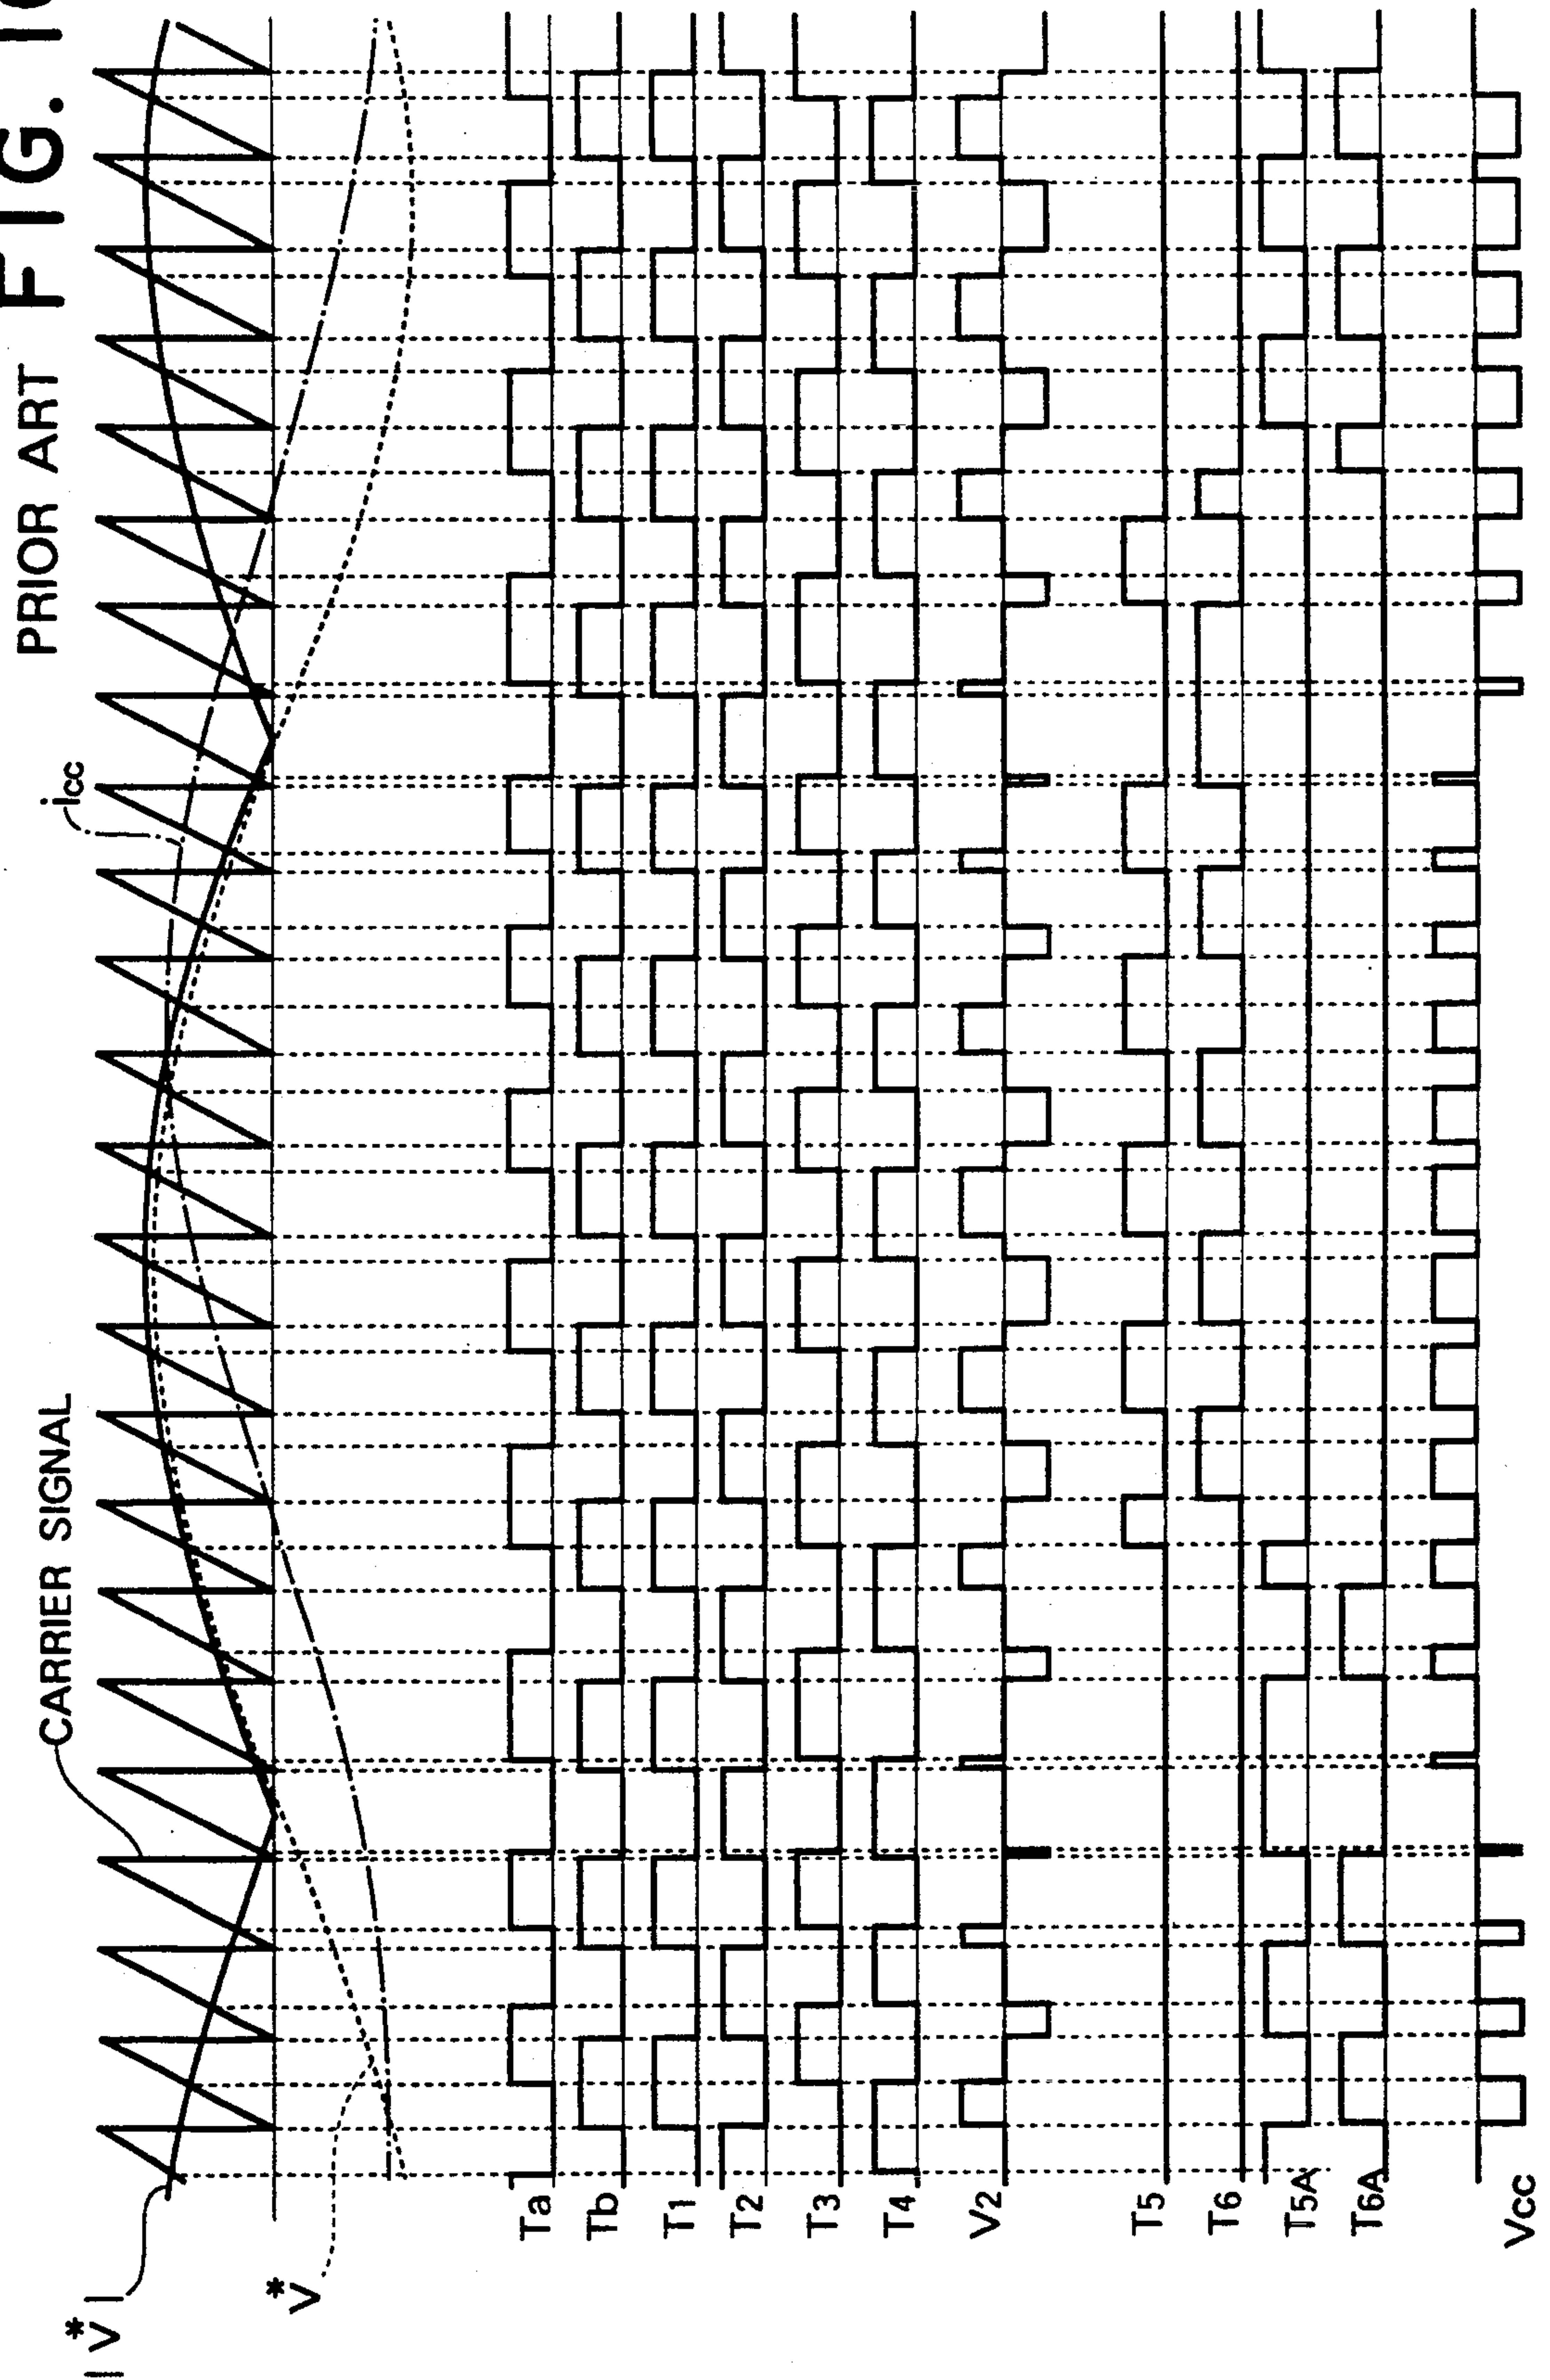 PRIOR ART
FIG. 10
CARRIER SIGNAL
icc
|V*|
V*
Ta
Tb
T1
T2
T3
T4
V2
T5
T6
T5A
T6A
Vcc